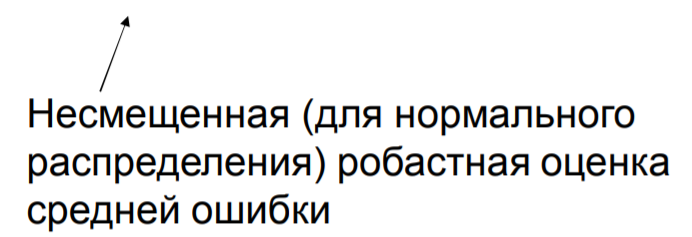 Несмещенная (для нормального
распределения) робастная оценка
средней ошибки